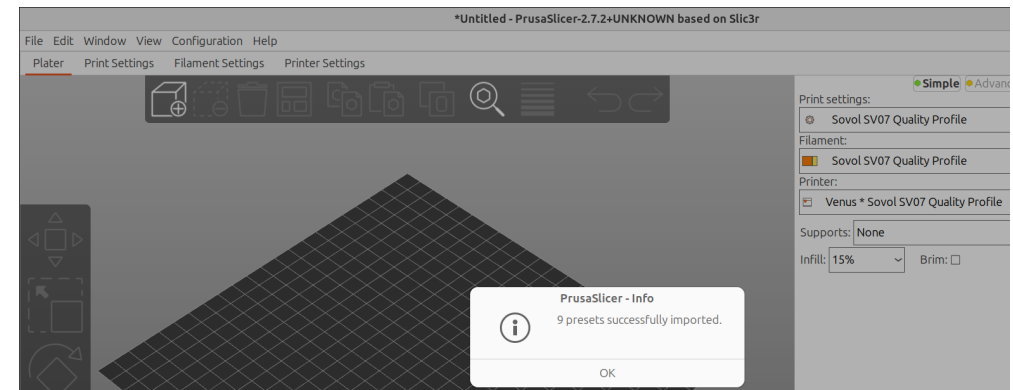 *Untitled - PrusaSlicer-2.7.2+UNKNOWN based on Slic3r
File Edit Window View Configuration Help
Plater Print Settings Filament Settings Printer Settings
Simple Advanc
Print settings:
Sovol SV07 Quality Profile
Filament:
Sovol SV07 Quality Profile
Printer:
Venus * Sovol SV07 Quality Profile
Supports: None
Infill: 15% Brim:
PrusaSlicer - Info
9 presets successfully imported.
OK